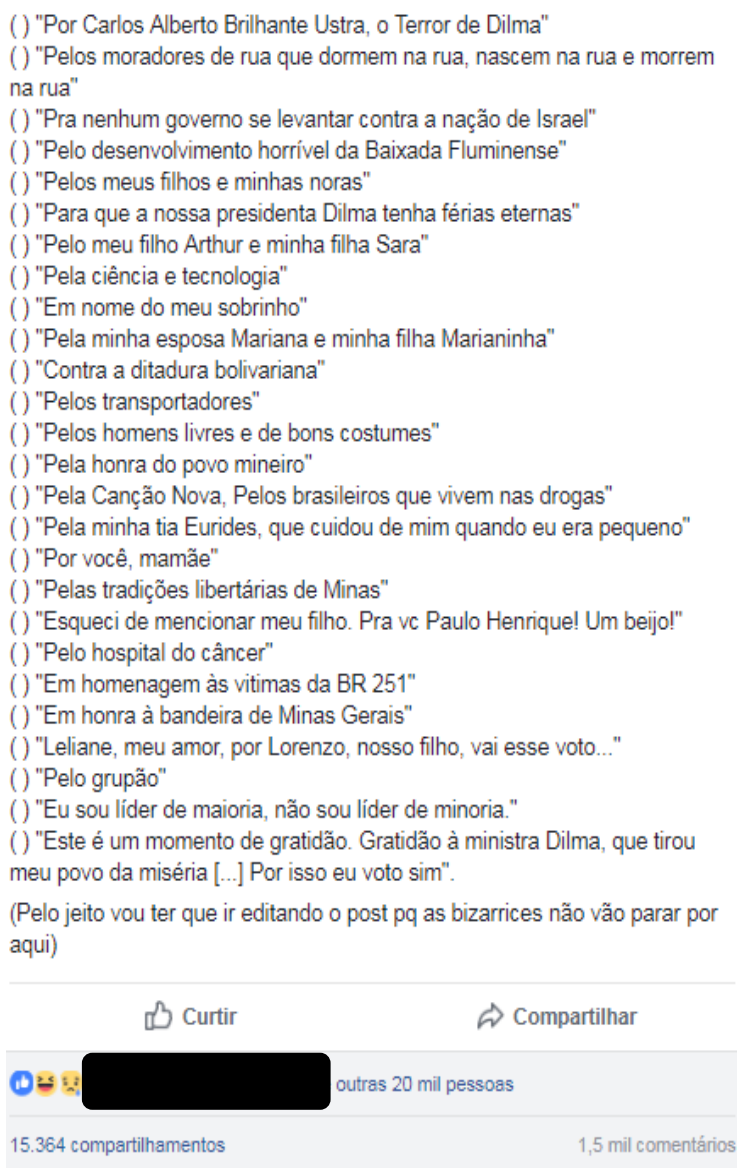 ( ) "Por Carlos Alberto Brilhante Ustra, o Terror de Dilma"
( ) "Pelos moradores de rua que dormem na rua, nascem na rua e morrem
na rua"
( ) "Pra nenhum governo se levantar contra a nação de Israel"
( ) "Pelo desenvolvimento horrível da Baixada Fluminense"
( ) "Pelos meus filhos e minhas noras"
( ) "Para que a nossa presidenta Dilma tenha férias eternas"
( ) "Pelo meu filho Arthur e minha filha Sara"
( ) "Pela ciência e tecnologia"
( ) "Em nome do meu sobrinho"
( ) "Pela minha esposa Mariana e minha filha Marianinha"
( ) "Contra a ditadura bolivariana"
( ) "Pelos transportadores"
( ) "Pelos homens livres e de bons costumes"
( ) "Pela honra do povo mineiro"
( ) "Pela Canção Nova, Pelos brasileiros que vivem nas drogas"
( ) "Pela minha tia Eurides, que cuidou de mim quando eu era pequeno"
( ) "Por você, mamãe"
( ) "Pelas tradições libertárias de Minas"
( ) "Esqueci de mencionar meu filho. Pra vc Paulo Henrique! Um beijo!"
( ) "Pelo hospital do câncer"
( ) "Em homenagem às vitimas da BR 251"
( ) "Em honra à bandeira de Minas Gerais"
( ) "Leliane, meu amor, por Lorenzo, nosso filho, vai esse voto..."
( ) "Pelo grupão"
( ) "Eu sou líder de maioria, não sou líder de minoria."
( ) "Este é um momento de gratidão. Gratidão à ministra Dilma, que tirou
meu povo da miséria [...] Por isso eu voto sim".
(Pelo jeito vou ter que ir editando o post pq as bizarrices não vão parar por
aqui)
Curtir Compartilhar
outras 20 mil pessoas
15.364 compartilhamentos 1,5 mil comentários